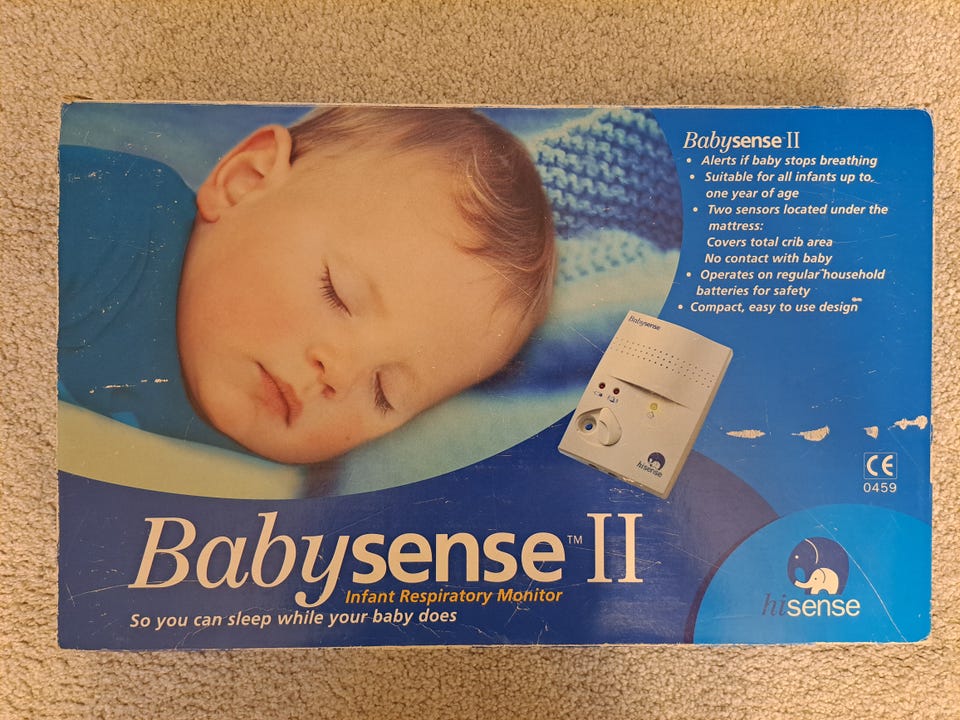 Babysense II
• Alerts if baby stops breathing
• Suitable for all infants up to
one year of age
• Two sensors located under the
mattress:
Covers total crib area
No contact with baby
• Operates on regular household
batteries for safety
• Compact, easy to use design
Babysense
hisense
CE
0459
Babysense™ II
Infant Respiratory Monitor
So you can sleep while your baby does
hisense